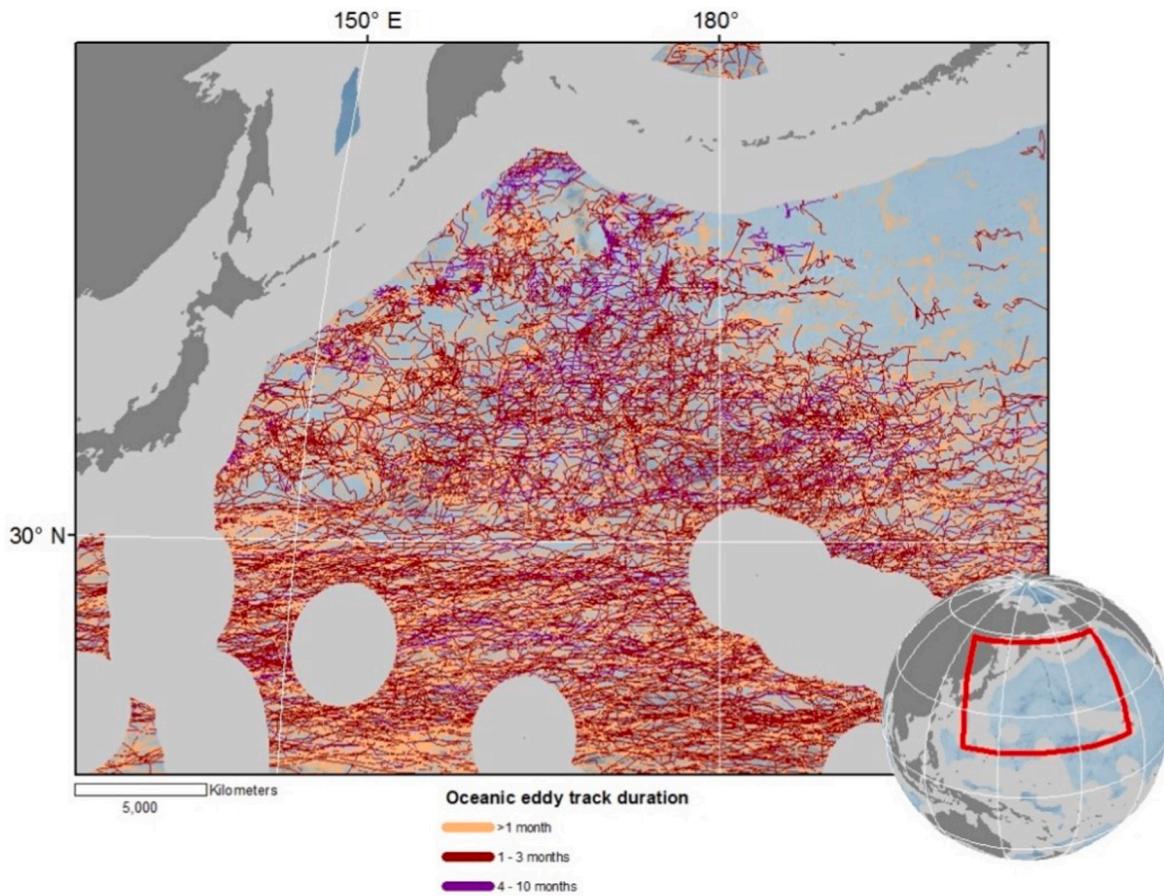 150° E 180°
30° N
Kilometers
5,000
Oceanic eddy track duration
>1 month
1 - 3 months
4 - 10 months